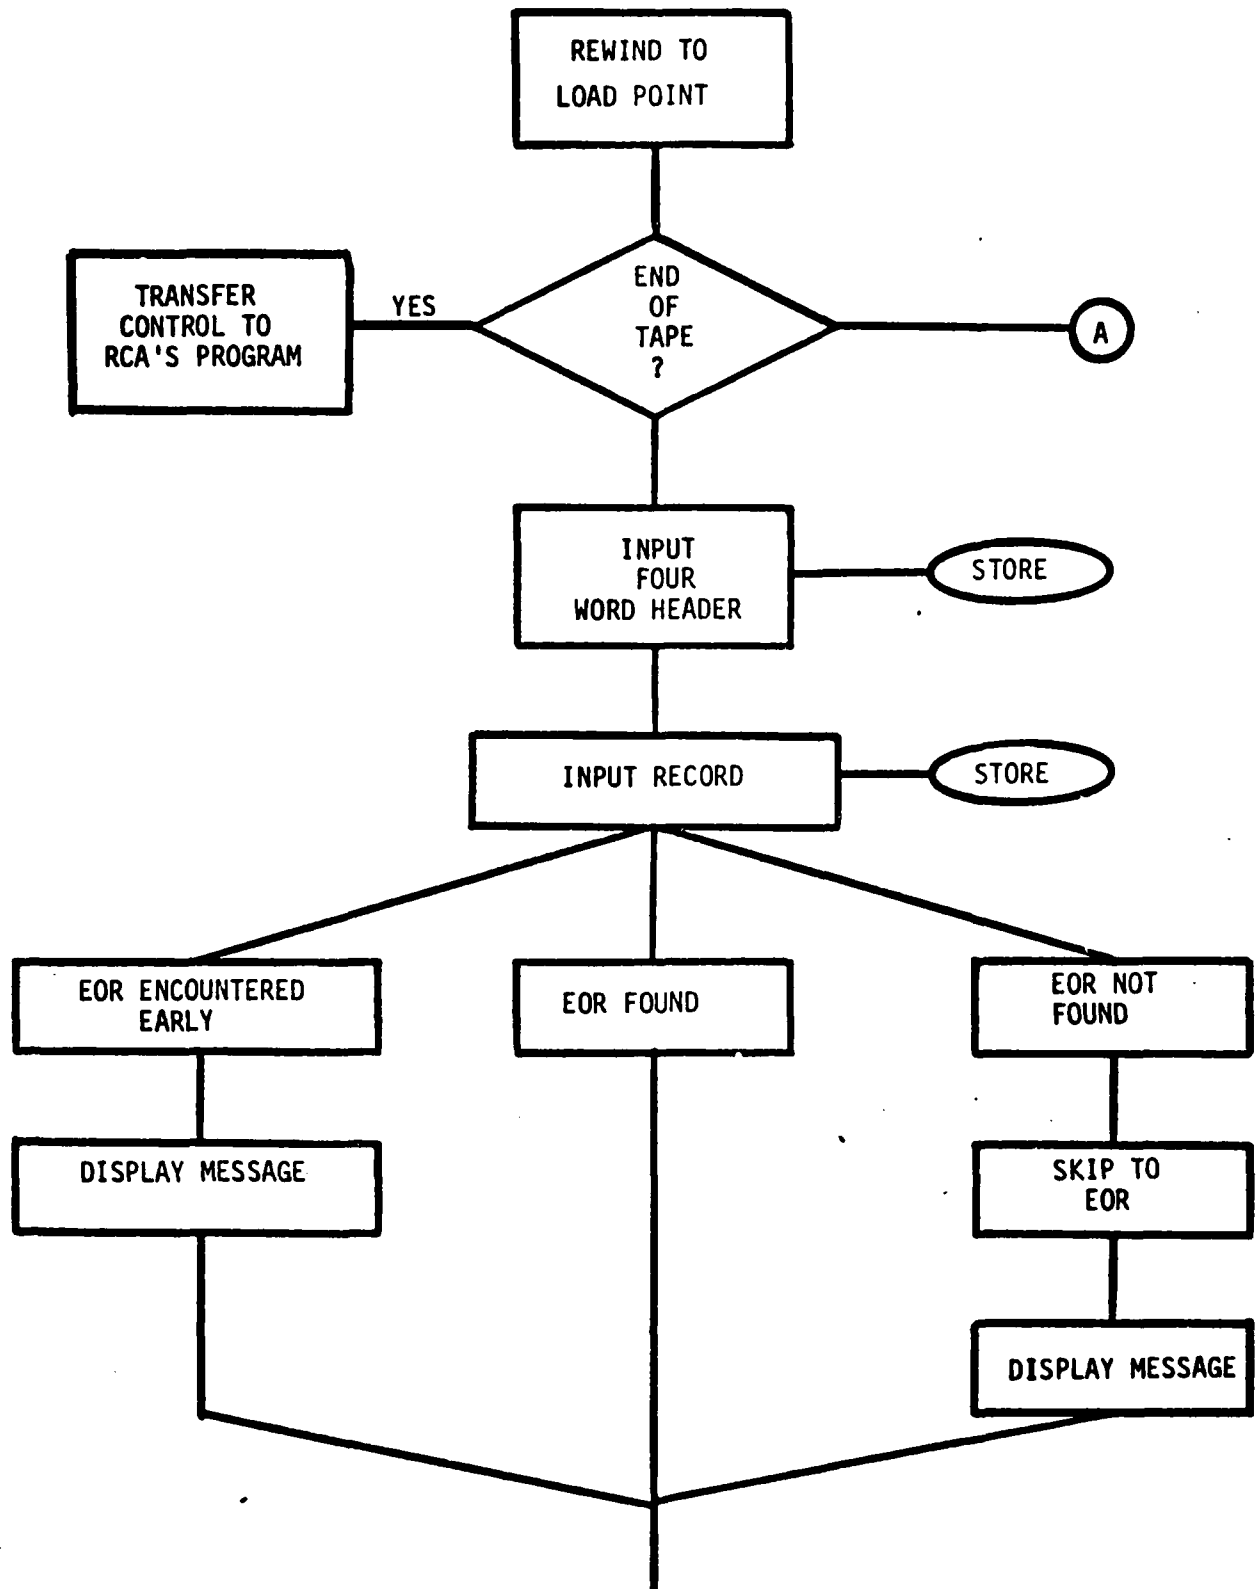 REWIND TO
LOAD POINT
END
OF
TAPE
?
YES
TRANSFER
CONTROL TO
RCA'S PROGRAM
A
INPUT
FOUR
WORD HEADER
STORE
INPUT RECORD
STORE
EOR ENCOUNTERED
EARLY
EOR FOUND
EOR NOT
FOUND
DISPLAY MESSAGE
SKIP TO
EOR
DISPLAY MESSAGE